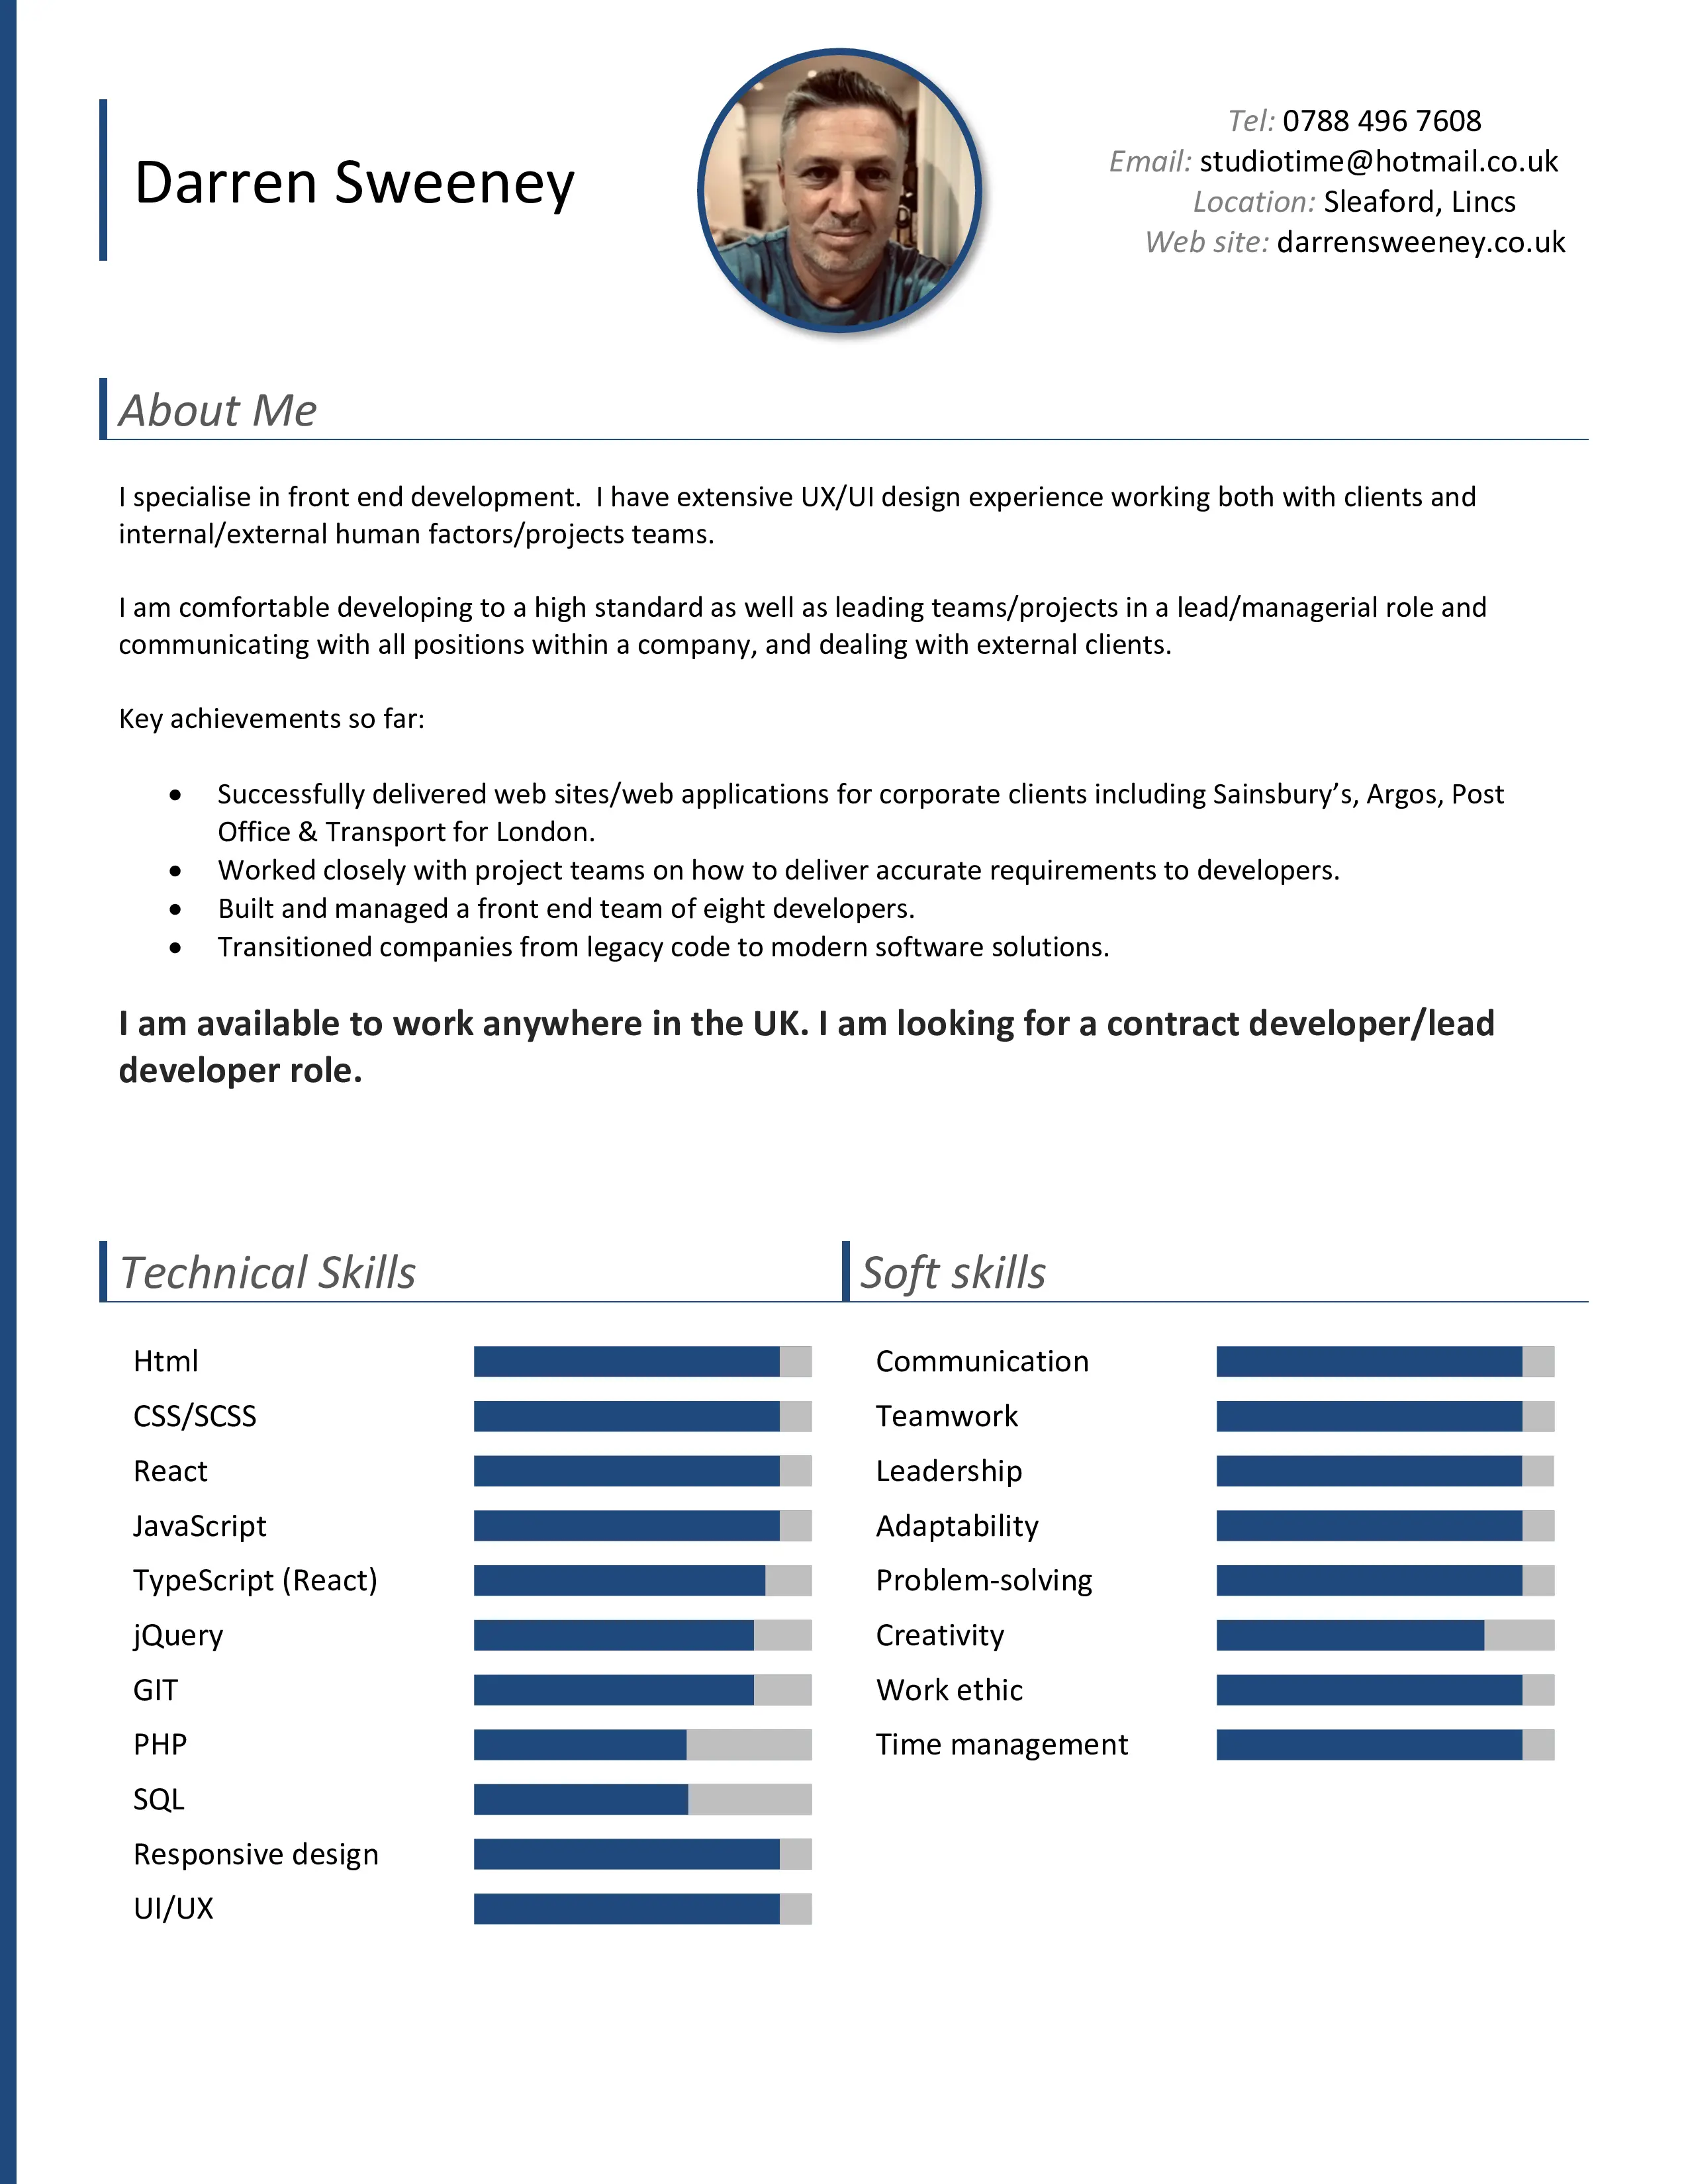 Darren Sweeney
Tel: 0788 496 7608
Email: studiotime@hotmail.co.uk
Location: Sleaford, Lincs
Web site: darrensweeney.co.uk
About Me
I specialise in front end development.  I have extensive UX/UI design experience working both with clients and
internal/external human factors/projects teams.
I am comfortable developing to a high standard as well as leading teams/projects in a lead/managerial role and
communicating with all positions within a company, and dealing with external clients.
Key achievements so far:
• Successfully delivered web sites/web applications for corporate clients including Sainsbury’s, Argos, Post
Office & Transport for London.
• Worked closely with project teams on how to deliver accurate requirements to developers.
• Built and managed a front end team of eight developers.
• Transitioned companies from legacy code to modern software solutions.
I am available to work anywhere in the UK. I am looking for a contract developer/lead
developer role.
Technical Skills
Html
CSS/SCSS
React
JavaScript
TypeScript (React)
jQuery
GIT
PHP
SQL
Responsive design
UI/UX
Soft skills
Communication
Teamwork
Leadership
Adaptability
Problem-solving
Creativity
Work ethic
Time management